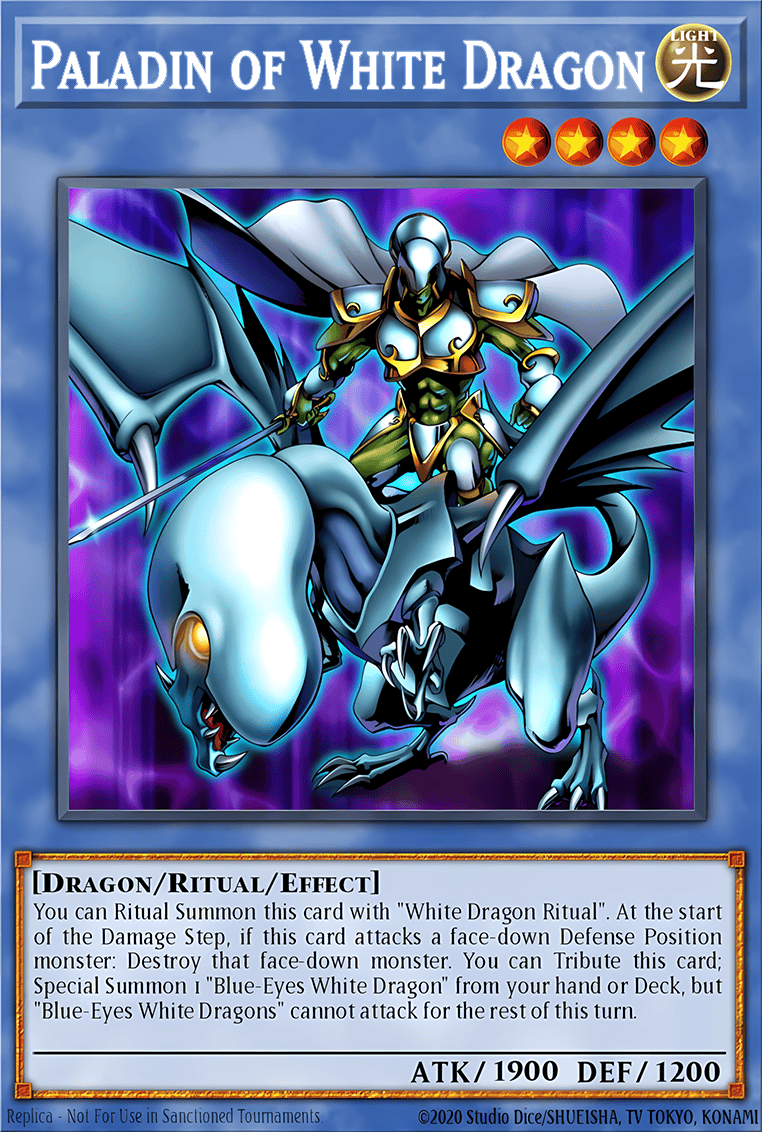 Paladin of White Dragon
LIGHT
光
[Dragon/Ritual/Effect]
You can Ritual Summon this card with "White Dragon Ritual". At the start
of the Damage Step, if this card attacks a face-down Defense Position
monster: Destroy that face-down monster. You can Tribute this card;
Special Summon 1 "Blue-Eyes White Dragon" from your hand or Deck, but
"Blue-Eyes White Dragons" cannot attack for the rest of this turn.
ATK/ 1900 DEF/ 1200
Replica - Not For Use in Sanctioned Tournaments. ©2020 Studio Dice/SHUEISHA, TV TOKYO, KONAMI